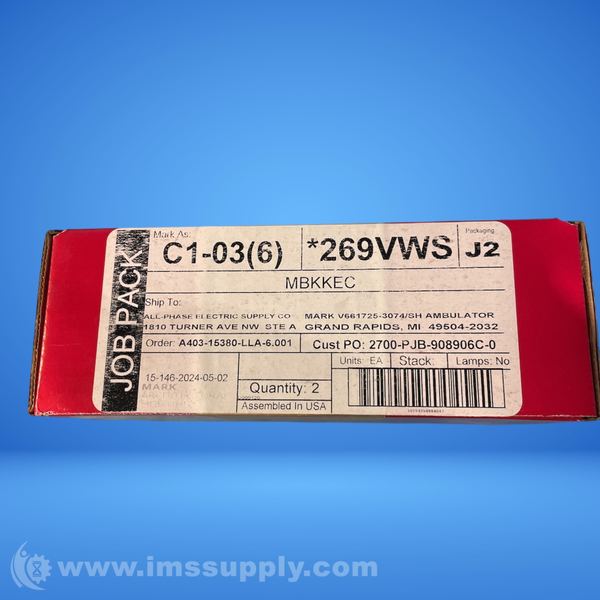 JOB PACK
Mark As:
C1-03(6)
*269VWS
Packaging
J2
MBKKEC
Ship To:
ALL-PHASE ELECTRIC SUPPLY CO MARK V661725-3074/SH AMBULATOR
1810 TURNER AVE NW STE A GRAND RAPIDS, MI 49504-2032
Order: A403-15380-LLA-6.001 Cust PO: 2700-PJB-908906C-0
Units: EA Stack: Lamps: No
15-146-2024-05-02
MARK
Quantity: 2
Assembled In USA
www.imssupply.com